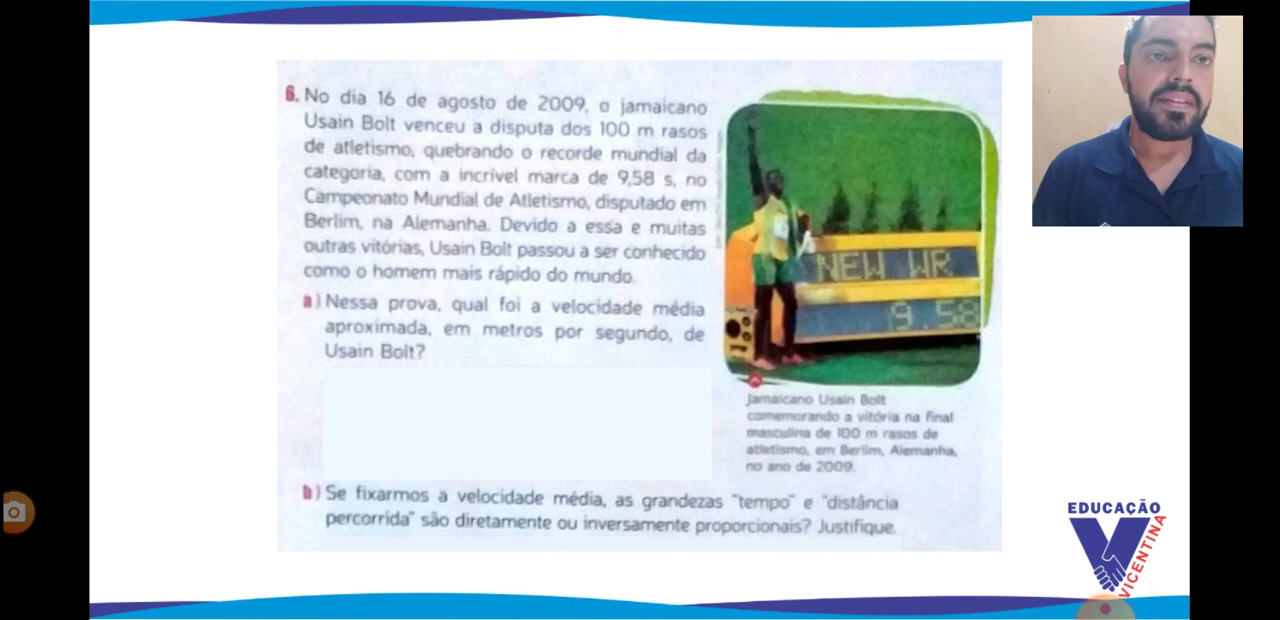 6. No dia 16 de agosto de 2009, o jamaicano
Usain Bolt venceu a disputa dos 100 m rasos
de atletismo, quebrando o recorde mundial da
categoria, com a incrível marca de 9,58 s, no
Campeonato Mundial de Atletismo, disputado em
Berlim, na Alemanha. Devido a essa e muitas
outras vitórias, Usain Bolt passou a ser conhecido
como o homem mais rápido do mundo.
a) Nessa prova, qual foi a velocidade média
aproximada, em metros por segundo, de
Usain Bolt?
NEW WR
9.58
Jamaicano Usain Bolt
comemorando a vitória na final
masculina de 100 m rasos de
atletismo, em Berlim, Alemanha,
no ano de 2009.
b) Se fixarmos a velocidade média, as grandezas "tempo" e "distância
percorrida" são diretamente ou inversamente proporcionais? Justifique.
EDUCAÇÃO
VICENTINA